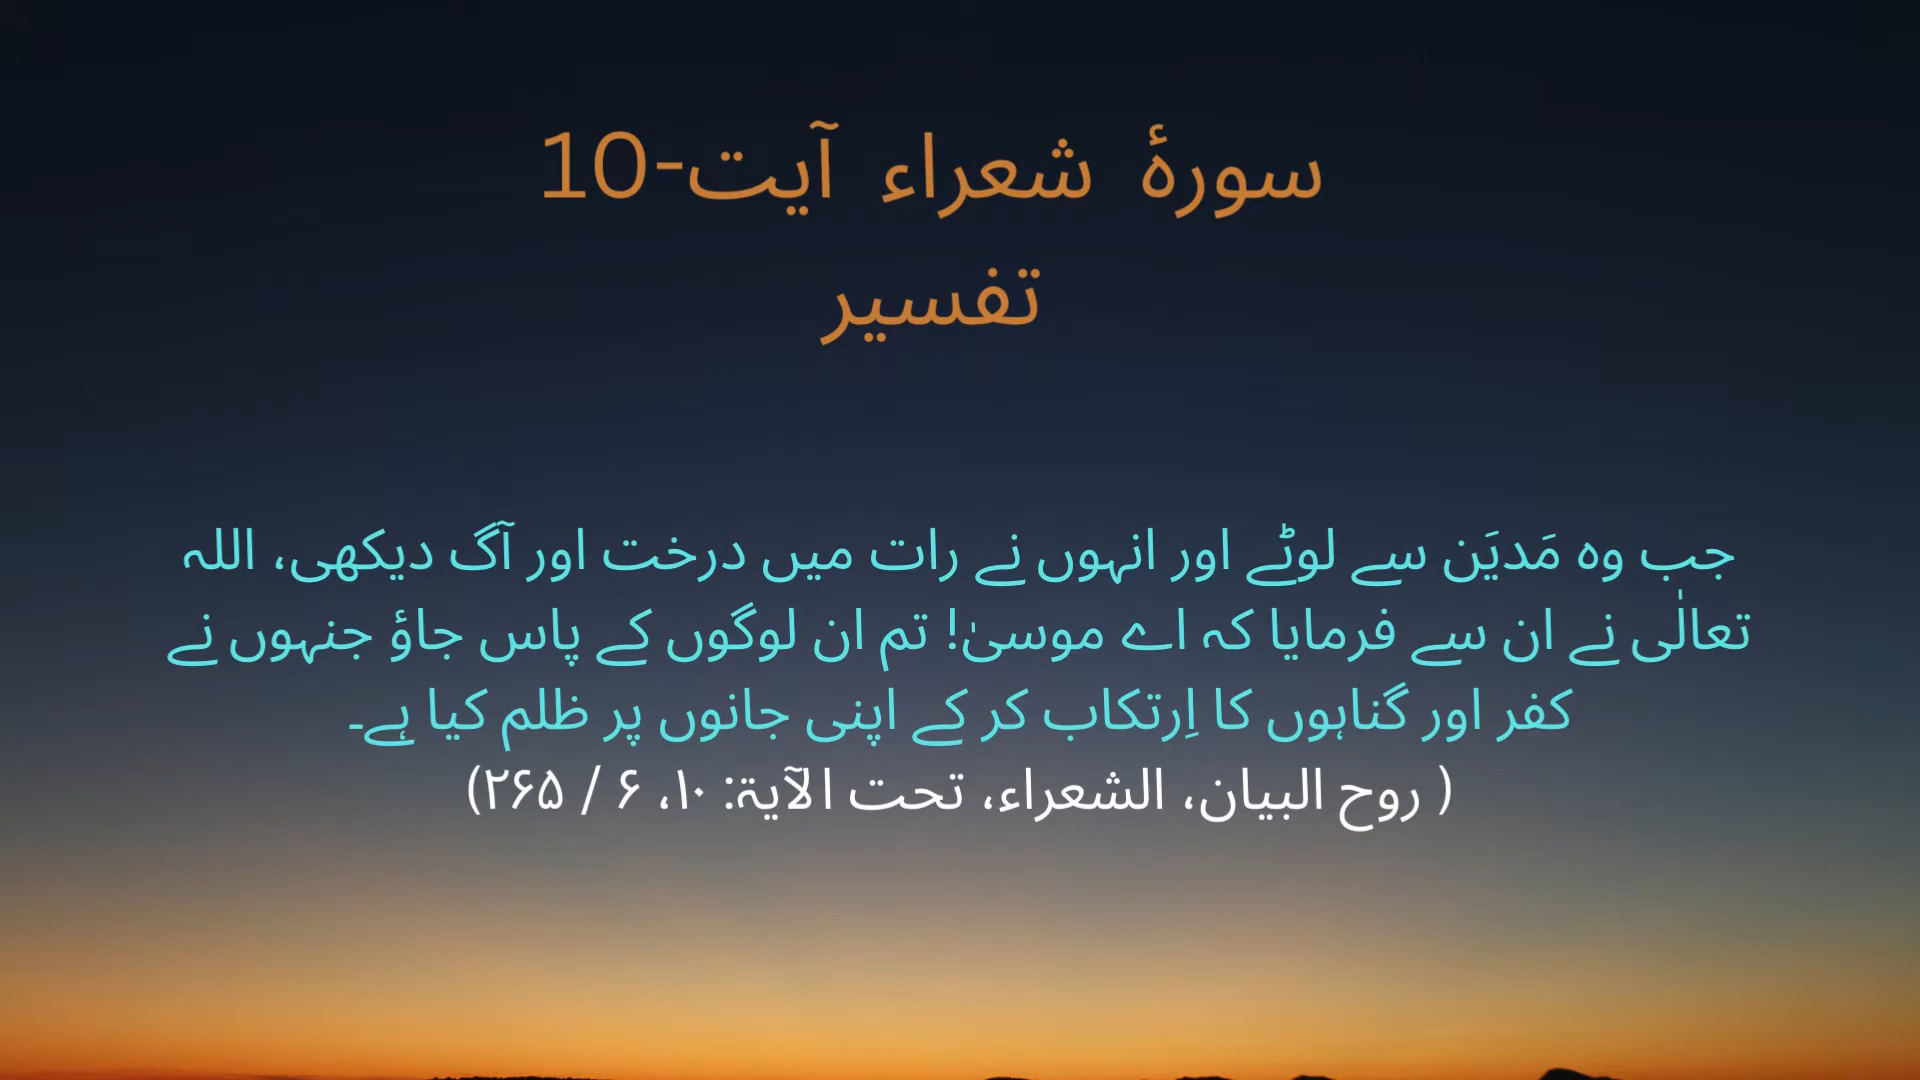 سورۂ شعراء آیت-10
تفسیر
جب وہ مَدیَن سے لوٹے اور انہوں نے رات میں درخت اور آگ دیکھی، اللہ
تعالٰی نے ان سے فرمایا کہ اے موسیٰ! تم ان لوگوں کے پاس جاؤ جنہوں نے
کفر اور گناہوں کا اِرتکاب کر کے اپنی جانوں پر ظلم کیا ہے۔
( روح البیان، الشعراء، تحت الآیۃ: ۱۰، ۶ / ۲۶۵)